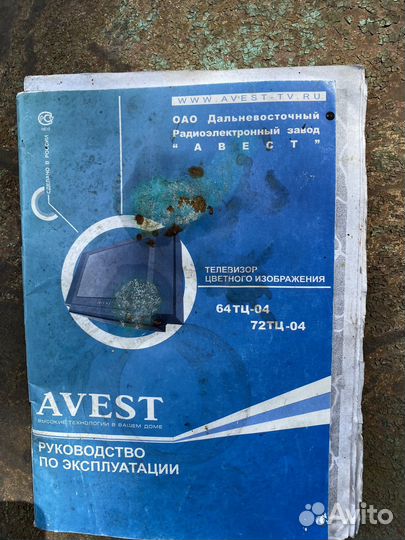 WWW.AVEST-TV.RU
ОАО Дальневосточный
Радиоэлектронный завод
"АВЕСТ"
СДЕЛАНО В РОССИИ
ТЕЛЕВИЗОР
ЦВЕТНОГО ИЗОБРАЖЕНИЯ
64ТЦ-04
72ТЦ-04
AVEST
ВЫСОКИЕ ТЕХНОЛОГИИ В ВАШЕМ ДОМЕ
РУКОВОДСТВО
ПО ЭКСПЛУАТАЦИИ
Avito